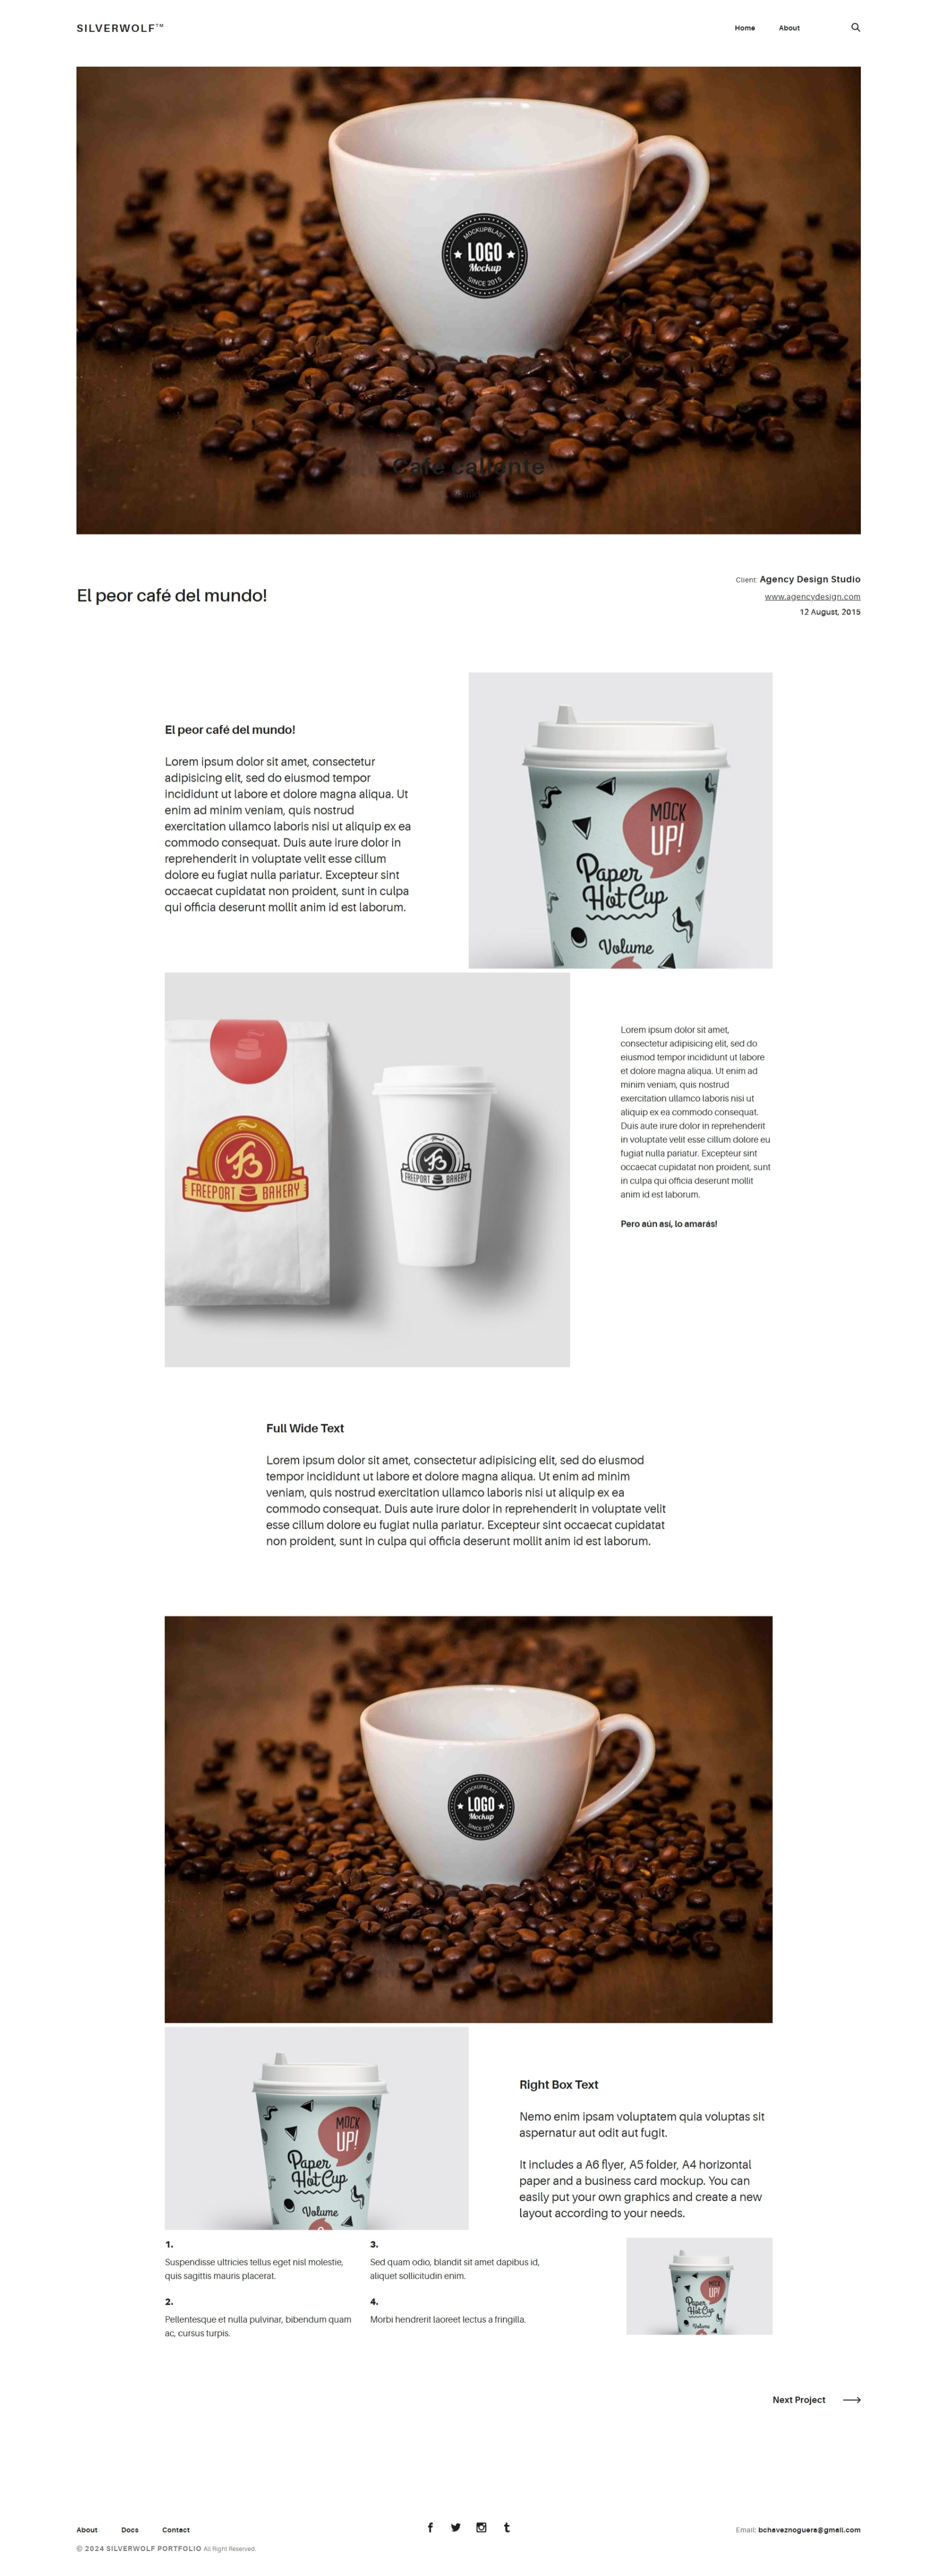 SILVERWOLF™
Home About
MOCKUPBLAST
LOGO
Mockup
SINCE 2015
Cafe caliente
El peor café del mundo!
Client: Agency Design Studio
www.agencydesign.com
12 August, 2015
El peor café del mundo!
Lorem ipsum dolor sit amet, consectetur
adipisicing elit, sed do eiusmod tempor
incididunt ut labore et dolore magna aliqua. Ut
enim ad minim veniam, quis nostrud
exercitation ullamco laboris nisi ut aliquip ex ea
commodo consequat. Duis aute irure dolor in
reprehenderit in voluptate velit esse cillum
dolore eu fugiat nulla pariatur. Excepteur sint
occaecat cupidatat non proident, sunt in culpa
qui officia deserunt mollit anim id est laborum.
MOCK
UP!
Paper
Hot Cup
Volume
FB
FREEPORT BAKERY
FB
FREEPORT BAKERY
Lorem ipsum dolor sit amet,
consectetur adipisicing elit, sed do
eiusmod tempor incididunt ut labore
et dolore magna aliqua. Ut enim ad
minim veniam, quis nostrud
exercitation ullamco laboris nisi ut
aliquip ex ea commodo consequat.
Duis aute irure dolor in reprehenderit
in voluptate velit esse cillum dolore eu
fugiat nulla pariatur. Excepteur sint
occaecat cupidatat non proident, sunt
in culpa qui officia deserunt mollit
anim id est laborum.
Pero aún así, lo amarás!
Full Wide Text
Lorem ipsum dolor sit amet, consectetur adipisicing elit, sed do eiusmod
tempor incididunt ut labore et dolore magna aliqua. Ut enim ad minim
veniam, quis nostrud exercitation ullamco laboris nisi ut aliquip ex ea
commodo consequat. Duis aute irure dolor in reprehenderit in voluptate velit
esse cillum dolore eu fugiat nulla pariatur. Excepteur sint occaecat cupidatat
non proident, sunt in culpa qui officia deserunt mollit anim id est laborum.
MOCKUPBLAST
LOGO
Mockup
SINCE 2015
MOCK
UP!
Paper
Hot Cup
Volume
Right Box Text
Nemo enim ipsam voluptatem quia voluptas sit
aspernatur aut odit aut fugit.
It includes a A6 flyer, A5 folder, A4 horizontal
paper and a business card mockup. You can
easily put your own graphics and create a new
layout according to your needs.
1.
Suspendisse ultricies tellus eget nisl molestie,
quis sagittis mauris placerat.
2.
Pellentesque et nulla pulvinar, bibendum quam
ac, cursus turpis.
3.
Sed quam odio, blandit sit amet dapibus id,
aliquet sollicitudin enim.
4.
Morbi hendrerit laoreet lectus a fringilla.
MOCK
UP!
Paper
Hot Cup
Volume
Next Project
About Docs Contact
Email: bchaveznoguera@gmail.com
© 2024 SILVERWOLF PORTFOLIO All Right Reserved.